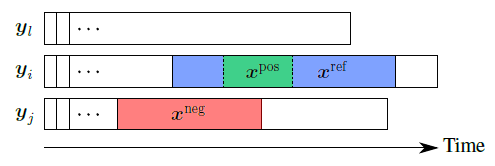 y_l ...
y_i ... x^pos x^ref
y_j ... x^neg
Time